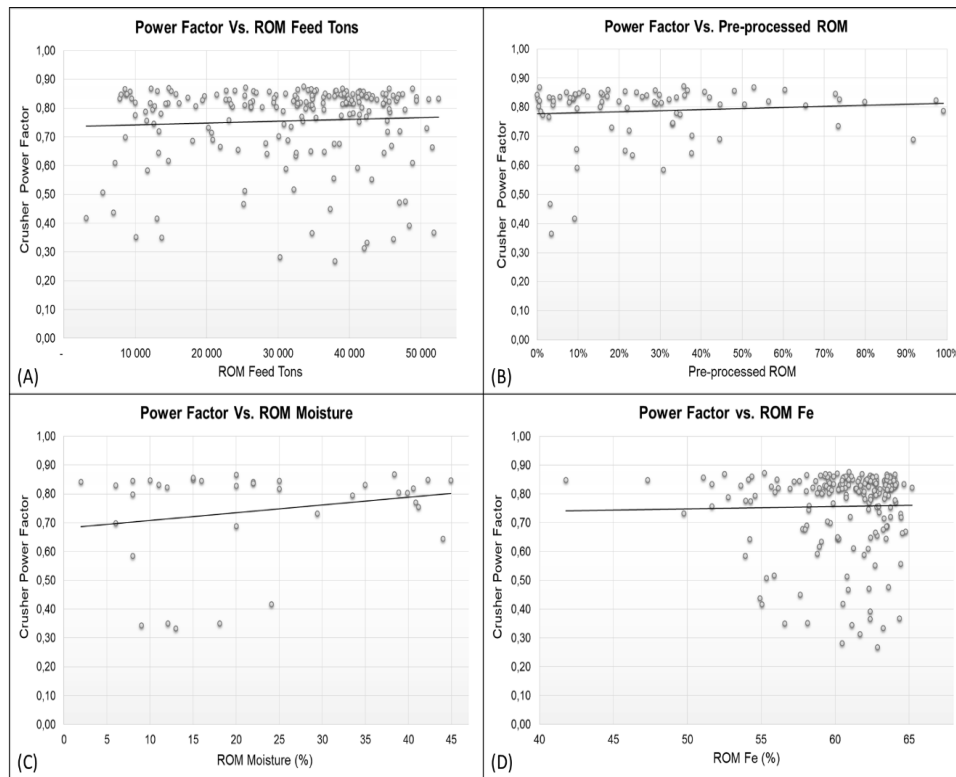 Power Factor Vs. ROM Feed Tons
Crusher Power Factor
1,00
0,90
0,80
0,70
0,60
0,50
0,40
0,30
0,20
0,10
0,00
- 10 000 20 000 30 000 40 000 50 000
ROM Feed Tons
(A)
Power Factor Vs. Pre-processed ROM
Crusher Power Factor
1,00
0,90
0,80
0,70
0,60
0,50
0,40
0,30
0,20
0,10
0,00
0% 10% 20% 30% 40% 50% 60% 70% 80% 90% 100%
Pre-processed ROM
(B)
Power Factor Vs. ROM Moisture
Crusher Power Factor
1,00
0,90
0,80
0,70
0,60
0,50
0,40
0,30
0,20
0,10
0,00
0 5 10 15 20 25 30 35 40 45
ROM Moisture (%)
(C)
Power Factor vs. ROM Fe
Crusher Power Factor
1,00
0,90
0,80
0,70
0,60
0,50
0,40
0,30
0,20
0,10
0,00
40 45 50 55 60 65
ROM Fe (%)
(D)